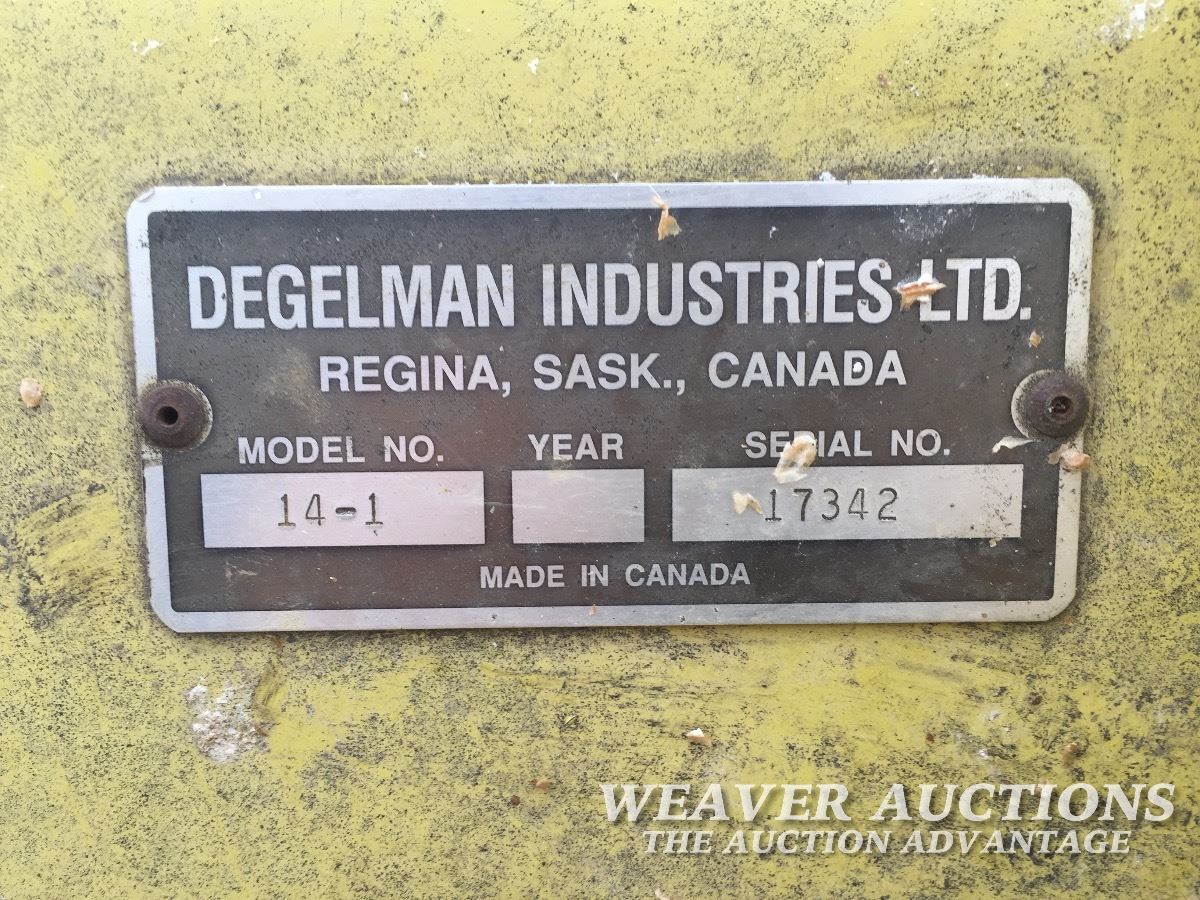 DEGELMAN INDUSTRIES LTD.
REGINA, SASK., CANADA
MODEL NO. YEAR SERIAL NO.
14-1 17342
MADE IN CANADA
WEAVER AUCTIONS
THE AUCTION ADVANTAGE